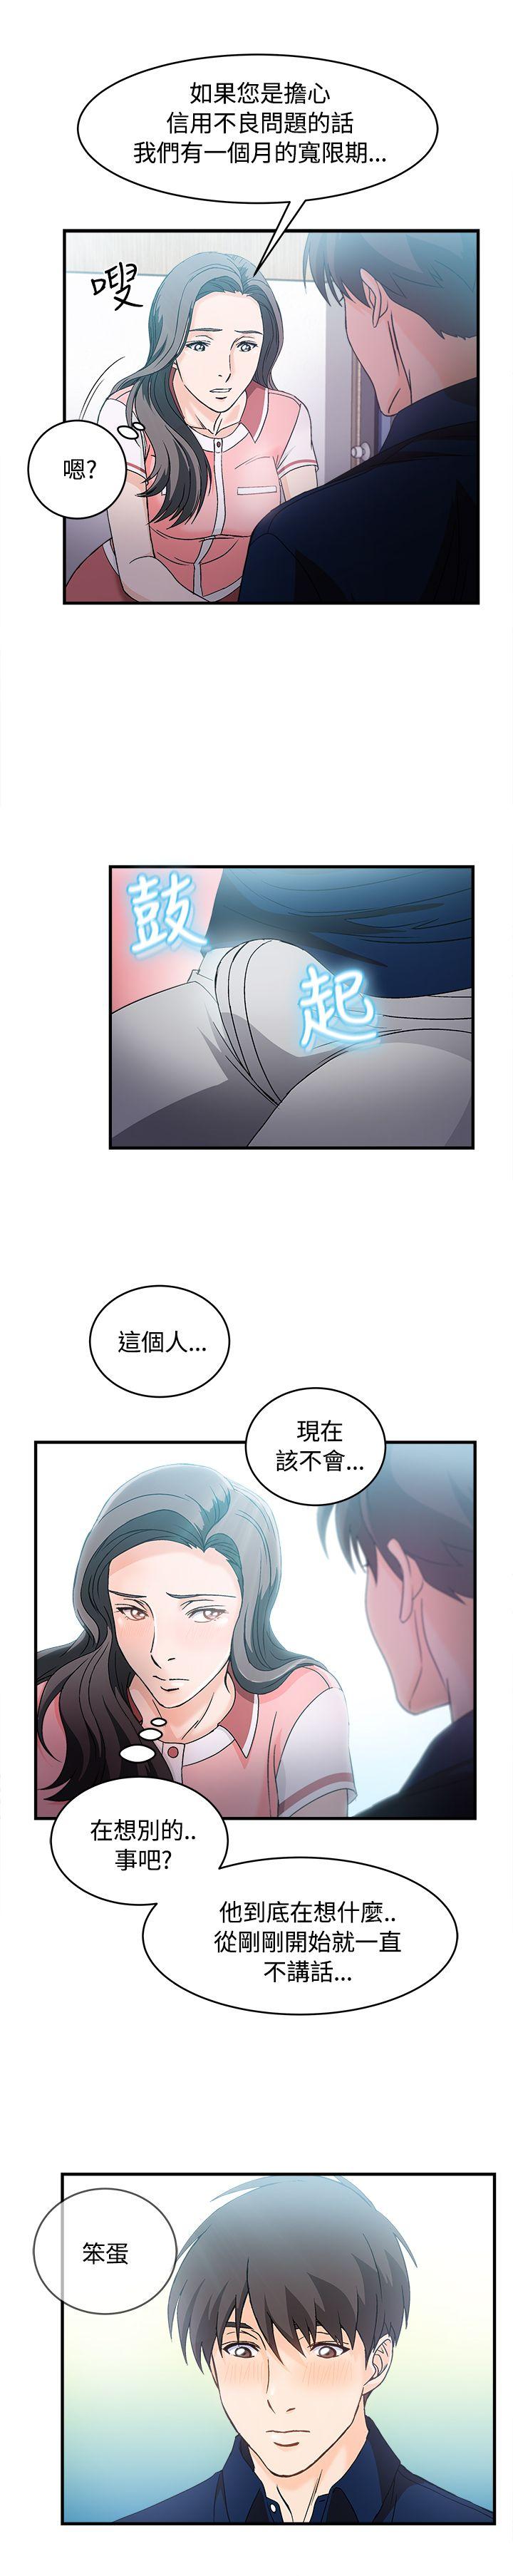 如果您是擔心
信用不良問題的話
我們有一個月的寬限期...
嗖
嗯?
鼓
起
這個人...
現在
該不會...
在想別的..
事吧?
他到底在想什麼..
從剛剛開始就一直
不講話...
笨蛋